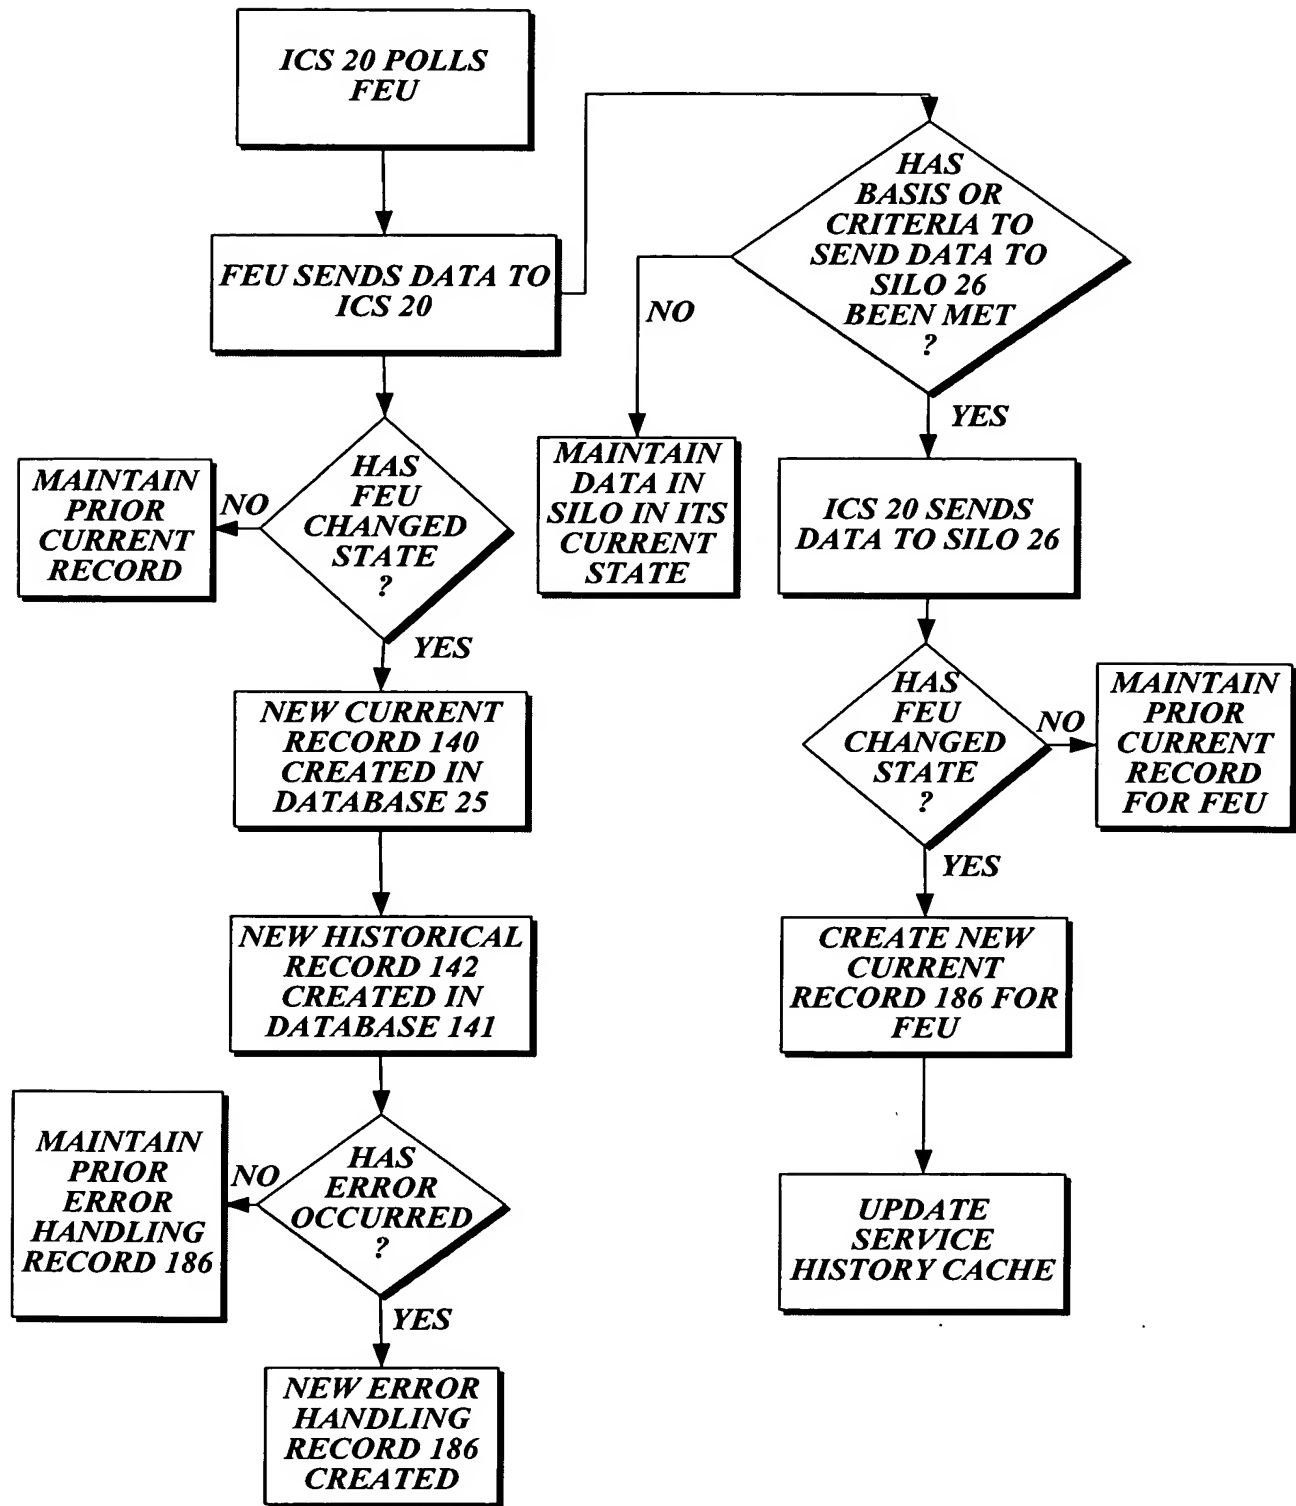 ICS 20 POLLS
FEU
FEU SENDS DATA TO
ICS 20
HAS
FEU
CHANGED
STATE
?
NO
MAINTAIN
PRIOR
CURRENT
RECORD
YES
NEW CURRENT
RECORD 140
CREATED IN
DATABASE 25
NEW HISTORICAL
RECORD 142
CREATED IN
DATABASE 141
HAS
ERROR
OCCURRED
?
NO
MAINTAIN
PRIOR
ERROR
HANDLING
RECORD 186
YES
NEW ERROR
HANDLING
RECORD 186
CREATED
HAS
BASIS OR
CRITERIA TO
SEND DATA TO
SILO 26
BEEN MET
?
NO
MAINTAIN
DATA IN
SILO IN ITS
CURRENT
STATE
YES
ICS 20 SENDS
DATA TO SILO 26
HAS
FEU
CHANGED
STATE
?
NO
MAINTAIN
PRIOR
CURRENT
RECORD
FOR FEU
YES
CREATE NEW
CURRENT
RECORD 186 FOR
FEU
UPDATE
SERVICE
HISTORY CACHE